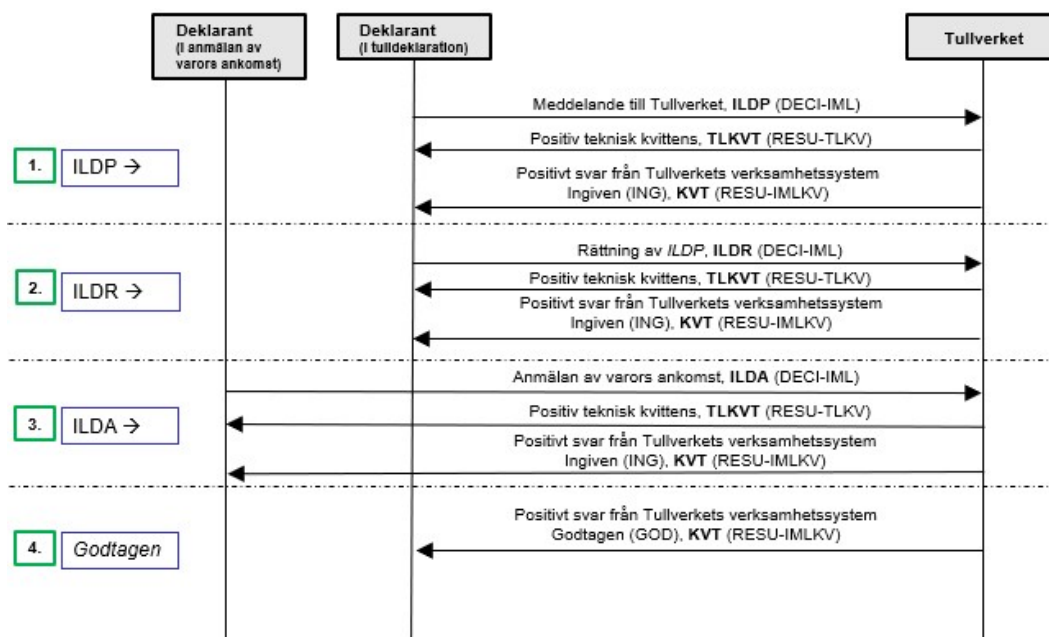 Deklarant
(I anmälan av
varors ankomst)
Deklarant
(I tulldeklaration)
Tullverket
Meddelande till Tullverket, ILDP (DECI-IML)
Positiv teknisk kvittens, TLKVT (RESU-TLKV)
1.
ILDP →
Positivt svar från Tullverkets verksamhetssystem
Ingiven (ING), KVT (RESU-IMLKV)
Rättning av ILDP, ILDR (DECI-IML)
2.
ILDR →
Positiv teknisk kvittens, TLKVT (RESU-TLKV)
Positivt svar från Tullverkets verksamhetssystem
Ingiven (ING), KVT (RESU-IMLKV)
Anmälan av varors ankomst, ILDA (DECI-IML)
3.
ILDA →
Positiv teknisk kvittens, TLKVT (RESU-TLKV)
Positivt svar från Tullverkets verksamhetssystem
Ingiven (ING), KVT (RESU-IMLKV)
4.
Godtagen
Positivt svar från Tullverkets verksamhetssystem
Godtagen (GOD), KVT (RESU-IMLKV)